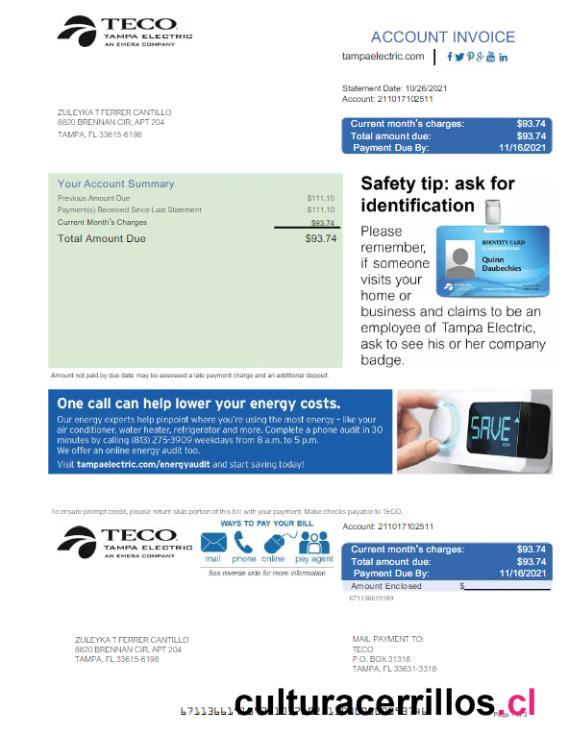 TECO
TAMPA ELECTRIC
AN EMERA COMPANY
ACCOUNT INVOICE
tampaelectric.com
Statement Date: 10/26/2021
Account: 211017102511
ZULEYKA T FERRER CANTILLO
8820 BRENNAN CIR, APT 204
TAMPA, FL 33615-6198
Current month's charges: $93.74
Total amount due: $93.74
Payment Due By: 11/16/2021
Your Account Summary
Previous Amount Due $111.10
Payment(s) Received Since Last Statement -$111.10
Current Month's Charges $93.74
Total Amount Due $93.74
Safety tip: ask for
identification
Please
remember,
if someone
visits your
home or
business and claims to be an
employee of Tampa Electric,
ask to see his or her company
badge.
IDENTITY CARD
Quinn
Daubechies
Amount not paid by due date may be assessed a late payment charge and an additional deposit.
One call can help lower your energy costs.
Our energy experts help pinpoint where you're using the most energy – like your
air conditioner, water heater, refrigerator and more. Complete a phone audit in 30
minutes by calling (813) 275-3909 weekdays from 8 a.m. to 5 p.m.
We offer an online energy audit too.
Visit tampaelectric.com/energyaudit and start saving today!
SAVE
To ensure prompt credit, please return stub portion of this bill with your payment. Make checks payable to TECO.
TECO
TAMPA ELECTRIC
AN EMERA COMPANY
WAYS TO PAY YOUR BILL
mail phone online pay agent
See reverse side for more information
Account: 211017102511
Current month's charges: $93.74
Total amount due: $93.74
Payment Due By: 11/16/2021
Amount Enclosed $
671136619189
ZULEYKA T FERRER CANTILLO
8820 BRENNAN CIR, APT 204
TAMPA, FL 33615-6198
MAIL PAYMENT TO:
TECO
P.O. BOX 31318
TAMPA, FL 33631-3318
culturacerrillos.cl